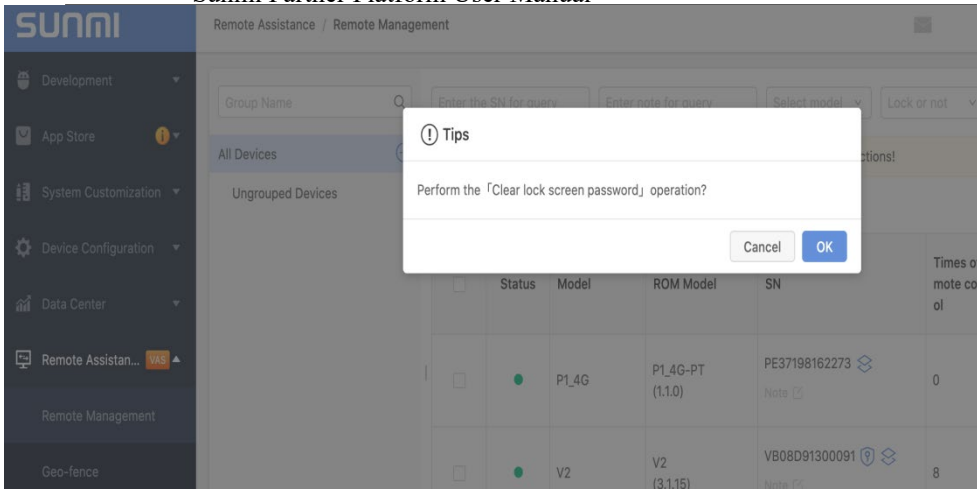 Sunmi Partner Platform User Manual
SUNMI
Remote Assistance / Remote Management
Development
Group Name
Enter the SN for query
Enter note for query
Select model
Lock or not
App Store
Tips
All Devices
ctions!
System Customization
Ungrouped Devices
Perform the「Clear lock screen password」operation?
Device Configuration
Cancel
OK
Status
Model
ROM Model
SN
Times o
mote co
ol
Data Center
Remote Assistan... VAS
P1_4G
P1_4G-PT
(1.1.0)
PE37198162273
Note
0
Remote Management
Geo-fence
V2
V2
(3.1.15)
VB08D91300091
Note
8